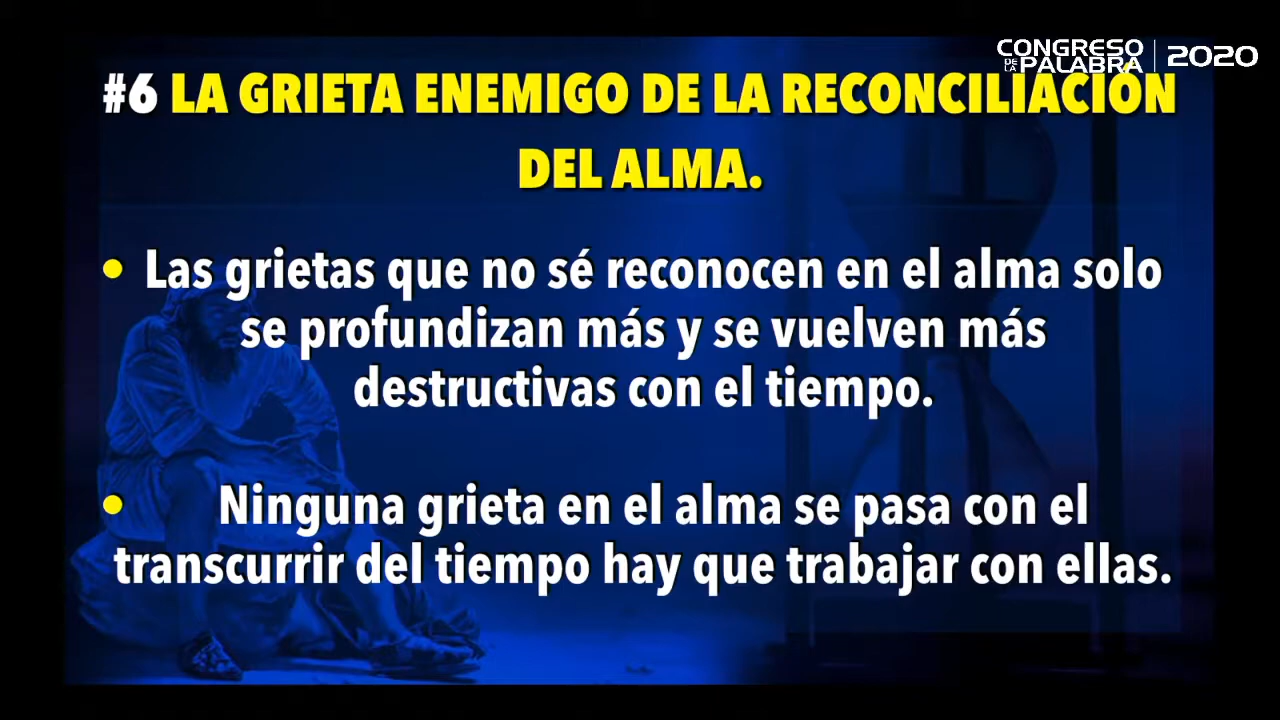 CONGRESO
DE LA PALABRA | 2020
#6 LA GRIETA ENEMIGO DE LA RECONCILIACIÓN
DEL ALMA.
• Las grietas que no sé reconocen en el alma solo
se profundizan más y se vuelven más
destructivas con el tiempo.
• Ninguna grieta en el alma se pasa con el
transcurrir del tiempo hay que trabajar con ellas.